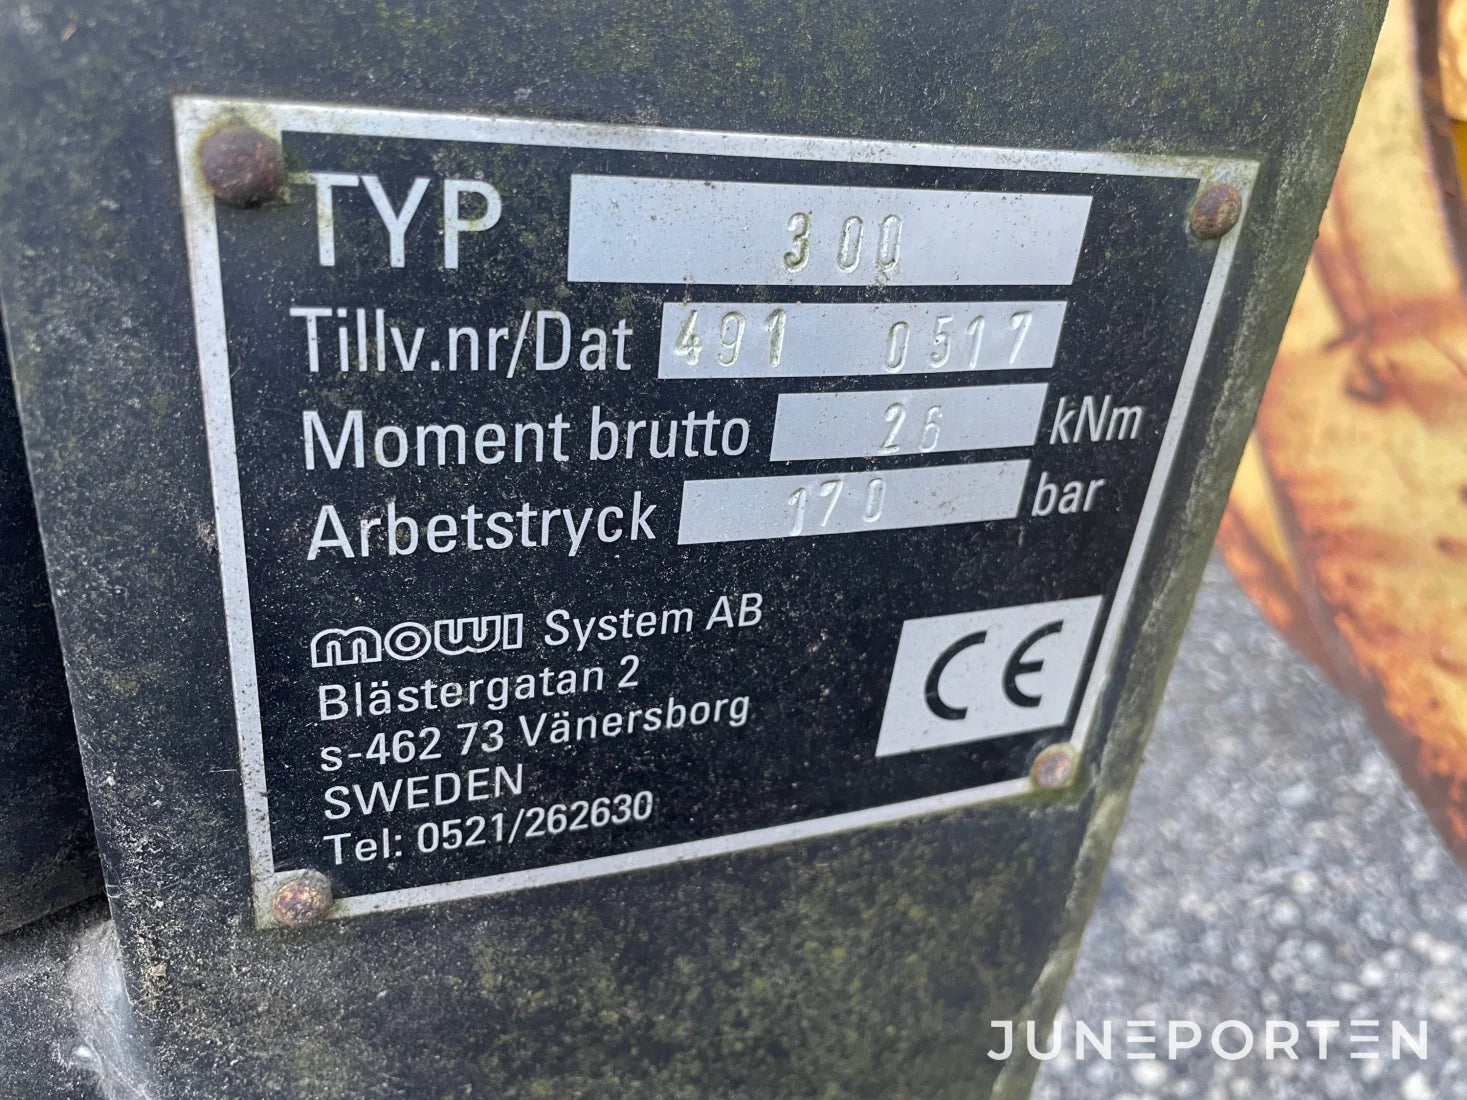 TYP 300
Tillv.nr/Dat 491 0517
Moment brutto 26 kNm
Arbetstryck 170 bar
mowi System AB
Blästergatan 2
s-462 73 Vänersborg
SWEDEN
Tel: 0521/262630
CE
JUNEPORTEN